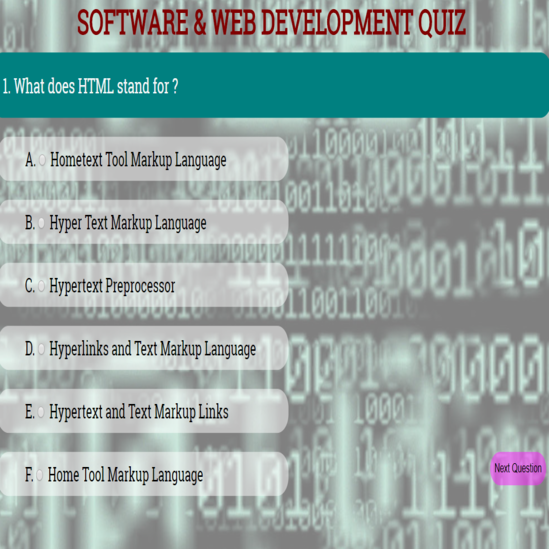 SOFTWARE & WEB DEVELOPMENT QUIZ
1. What does HTML stand for ?
A. Hometext Tool Markup Language
B. Hyper Text Markup Language
C. Hypertext Preprocessor
D. Hyperlinks and Text Markup Language
E. Hypertext and Text Markup Links
F. Home Tool Markup Language
Next Question